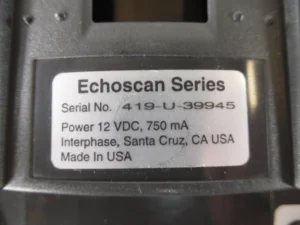 Echoscan Series
Serial No. 419-U-39945
Power 12 VDC, 750 mA
Interphase, Santa Cruz, CA USA
Made In USA